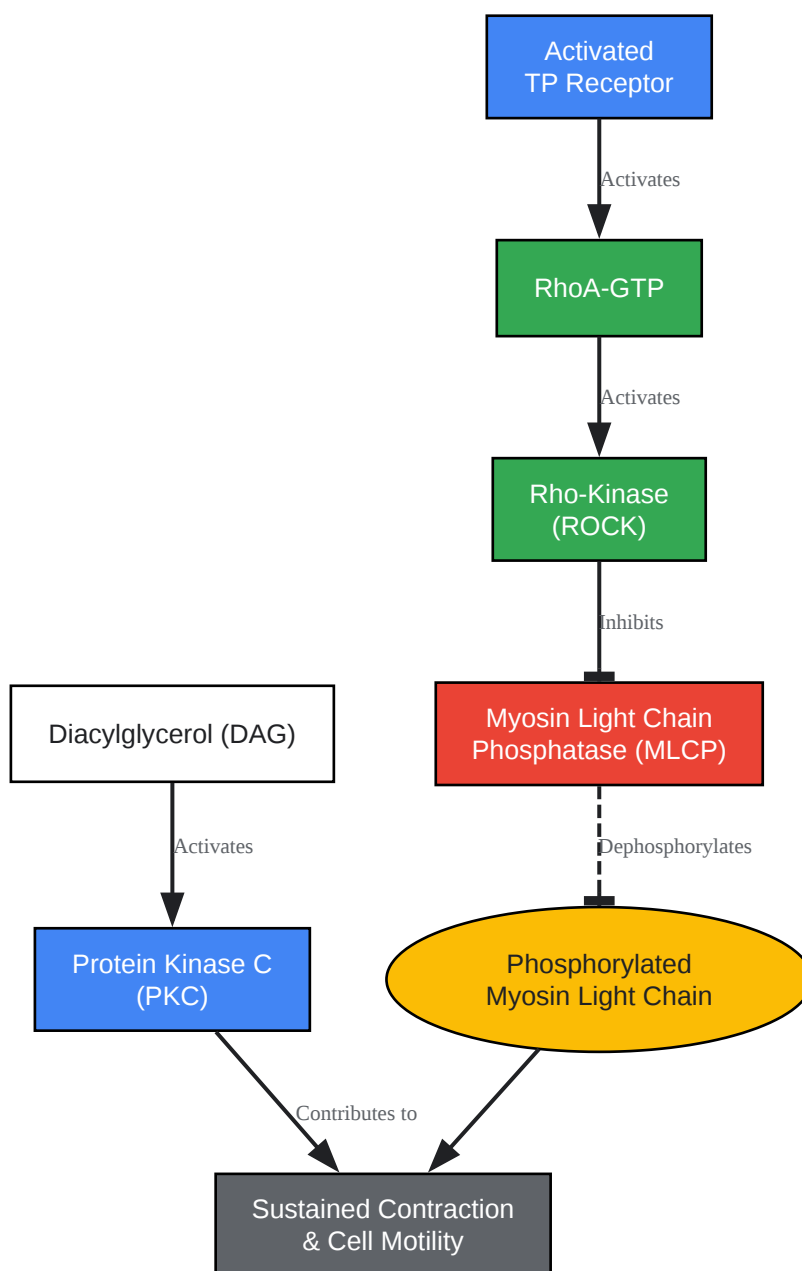 Activated
TP Receptor
Activates
RhoA-GTP
Activates
Rho-Kinase
(ROCK)
Inhibits
Diacylglycerol (DAG)
Myosin Light Chain
Phosphatase (MLCP)
Activates
Dephosphorylates
Protein Kinase C
(PKC)
Phosphorylated
Myosin Light Chain
Contributes to
Sustained Contraction
& Cell Motility